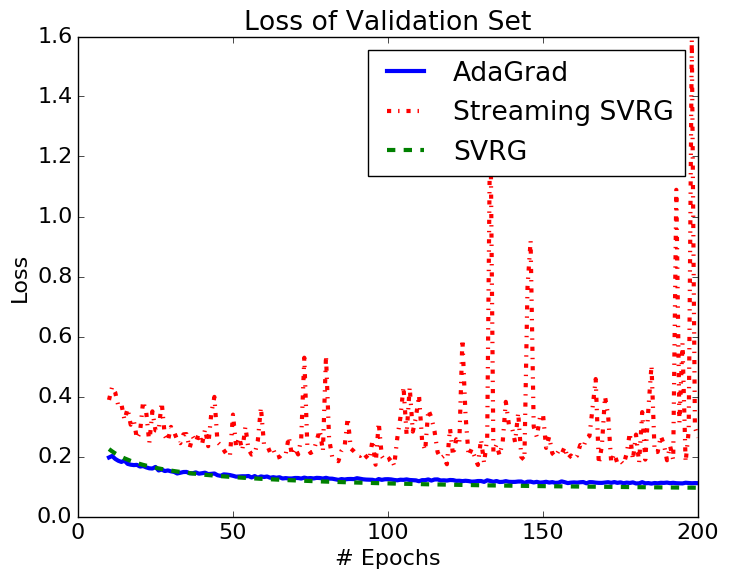 Loss of Validation Set
1.6
1.4
1.2
1.0
0.8
0.6
0.4
0.2
0.0
Loss
AdaGrad
Streaming SVRG
SVRG
0 50 100 150 200
# Epochs